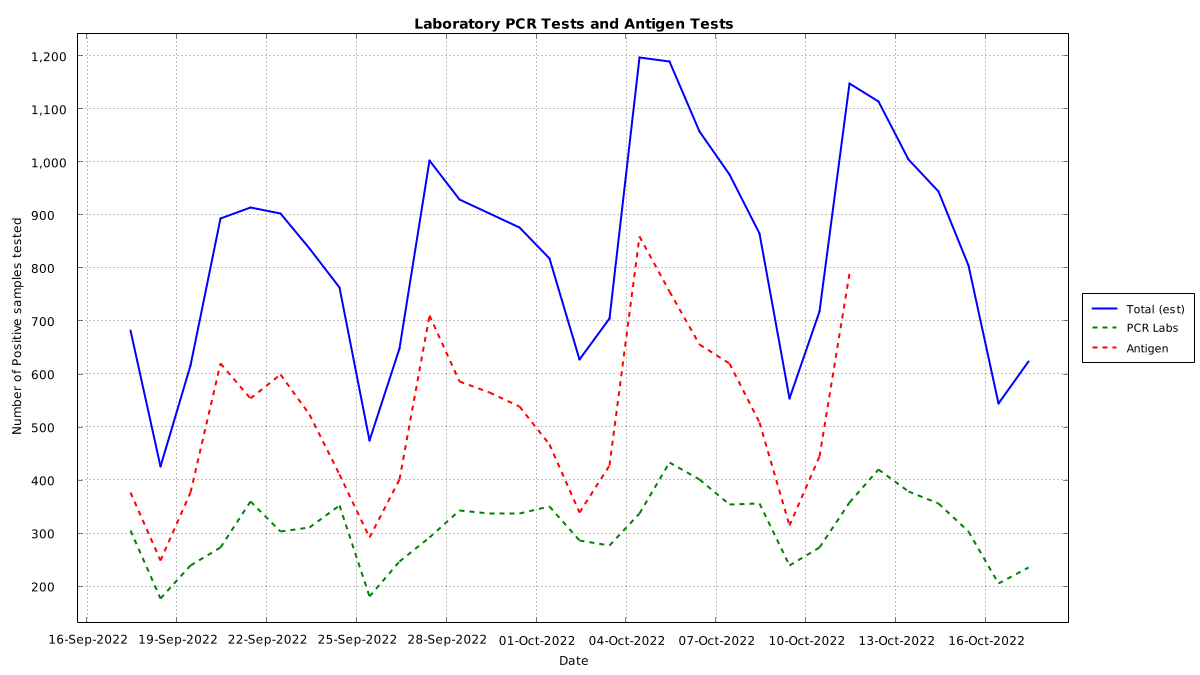 Laboratory PCR Tests and Antigen Tests
1,200
1,100
1,000
900
800
700
600
500
400
300
200
Number of Positive samples tested
16-Sep-2022 19-Sep-2022 22-Sep-2022 25-Sep-2022 28-Sep-2022 01-Oct-2022 04-Oct-2022 07-Oct-2022 10-Oct-2022 13-Oct-2022 16-Oct-2022
Date
Total (est)
PCR Labs
Antigen